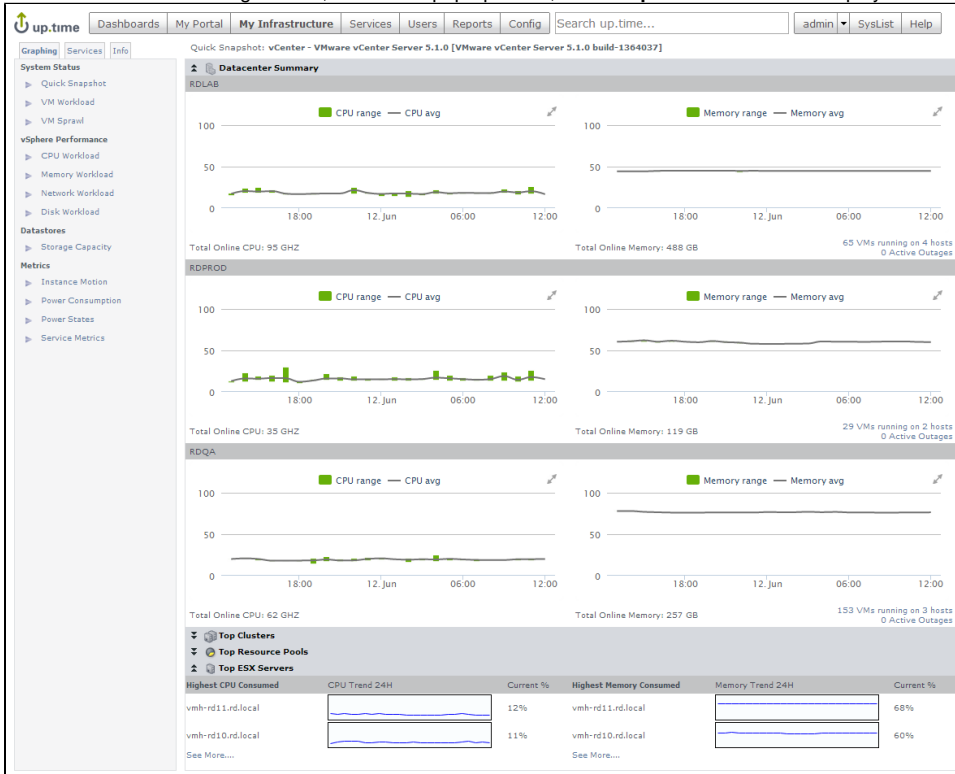 up.time
Dashboards My Portal My Infrastructure Services Users Reports Config Search up.time... admin SysList Help
Graphing Services Info
Quick Snapshot: vCenter - VMware vCenter Server 5.1.0 [VMware vCenter Server 5.1.0 build-1364037]
System Status
Quick Snapshot
VM Workload
VM Sprawl
vSphere Performance
CPU Workload
Memory Workload
Network Workload
Disk Workload
Datastores
Storage Capacity
Metrics
Instance Motion
Power Consumption
Power States
Service Metrics
Datacenter Summary
RDLAB
CPU range CPU avg
100
50
0
18:00 12. Jun 06:00 12:00
Total Online CPU: 95 GHZ
Memory range Memory avg
100
50
0
18:00 12. Jun 06:00 12:00
Total Online Memory: 488 GB
65 VMs running on 4 hosts
0 Active Outages
RDPROD
CPU range CPU avg
100
50
0
18:00 12. Jun 06:00 12:00
Total Online CPU: 35 GHZ
Memory range Memory avg
100
50
0
18:00 12. Jun 06:00 12:00
Total Online Memory: 119 GB
29 VMs running on 2 hosts
0 Active Outages
RDQA
CPU range CPU avg
100
50
0
18:00 12. Jun 06:00 12:00
Total Online CPU: 62 GHZ
Memory range Memory avg
100
50
0
18:00 12. Jun 06:00 12:00
Total Online Memory: 257 GB
153 VMs running on 3 hosts
0 Active Outages
Top Clusters
Top Resource Pools
Top ESX Servers
Highest CPU Consumed CPU Trend 24H Current % Highest Memory Consumed Memory Trend 24H Current %
vmh-rd11.rd.local 12% vmh-rd11.rd.local 68%
vmh-rd10.rd.local 11% vmh-rd10.rd.local 60%
See More.... See More....